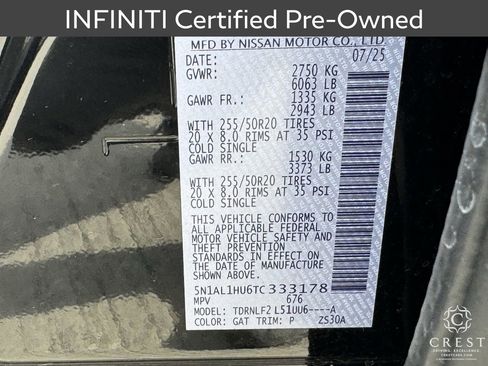 INFINITI Certified Pre-Owned
MFD BY NISSAN MOTOR CO., LTD.
DATE: 07/25
GVWR: 2750 KG
6063 LB
GAWR FR.: 1335 KG
2943 LB
WITH 255/50R20 TIRES
20 X 8.0 RIMS AT 35 PSI
COLD SINGLE
GAWR RR.: 1530 KG
3373 LB
WITH 255/50R20 TIRES
20 X 8.0 RIMS AT 35 PSI
COLD SINGLE
THIS VEHICLE CONFORMS TO
ALL APPLICABLE FEDERAL
MOTOR VEHICLE SAFETY AND
THEFT PREVENTION
STANDARDS IN EFFECT ON
THE DATE OF MANUFACTURE
SHOWN ABOVE.
5N1AL1HU6TC333178
MPV 676
MODEL: TDRNLF2 L51UU6----A
COLOR: GAT TRIM: P ZS30A
CREST